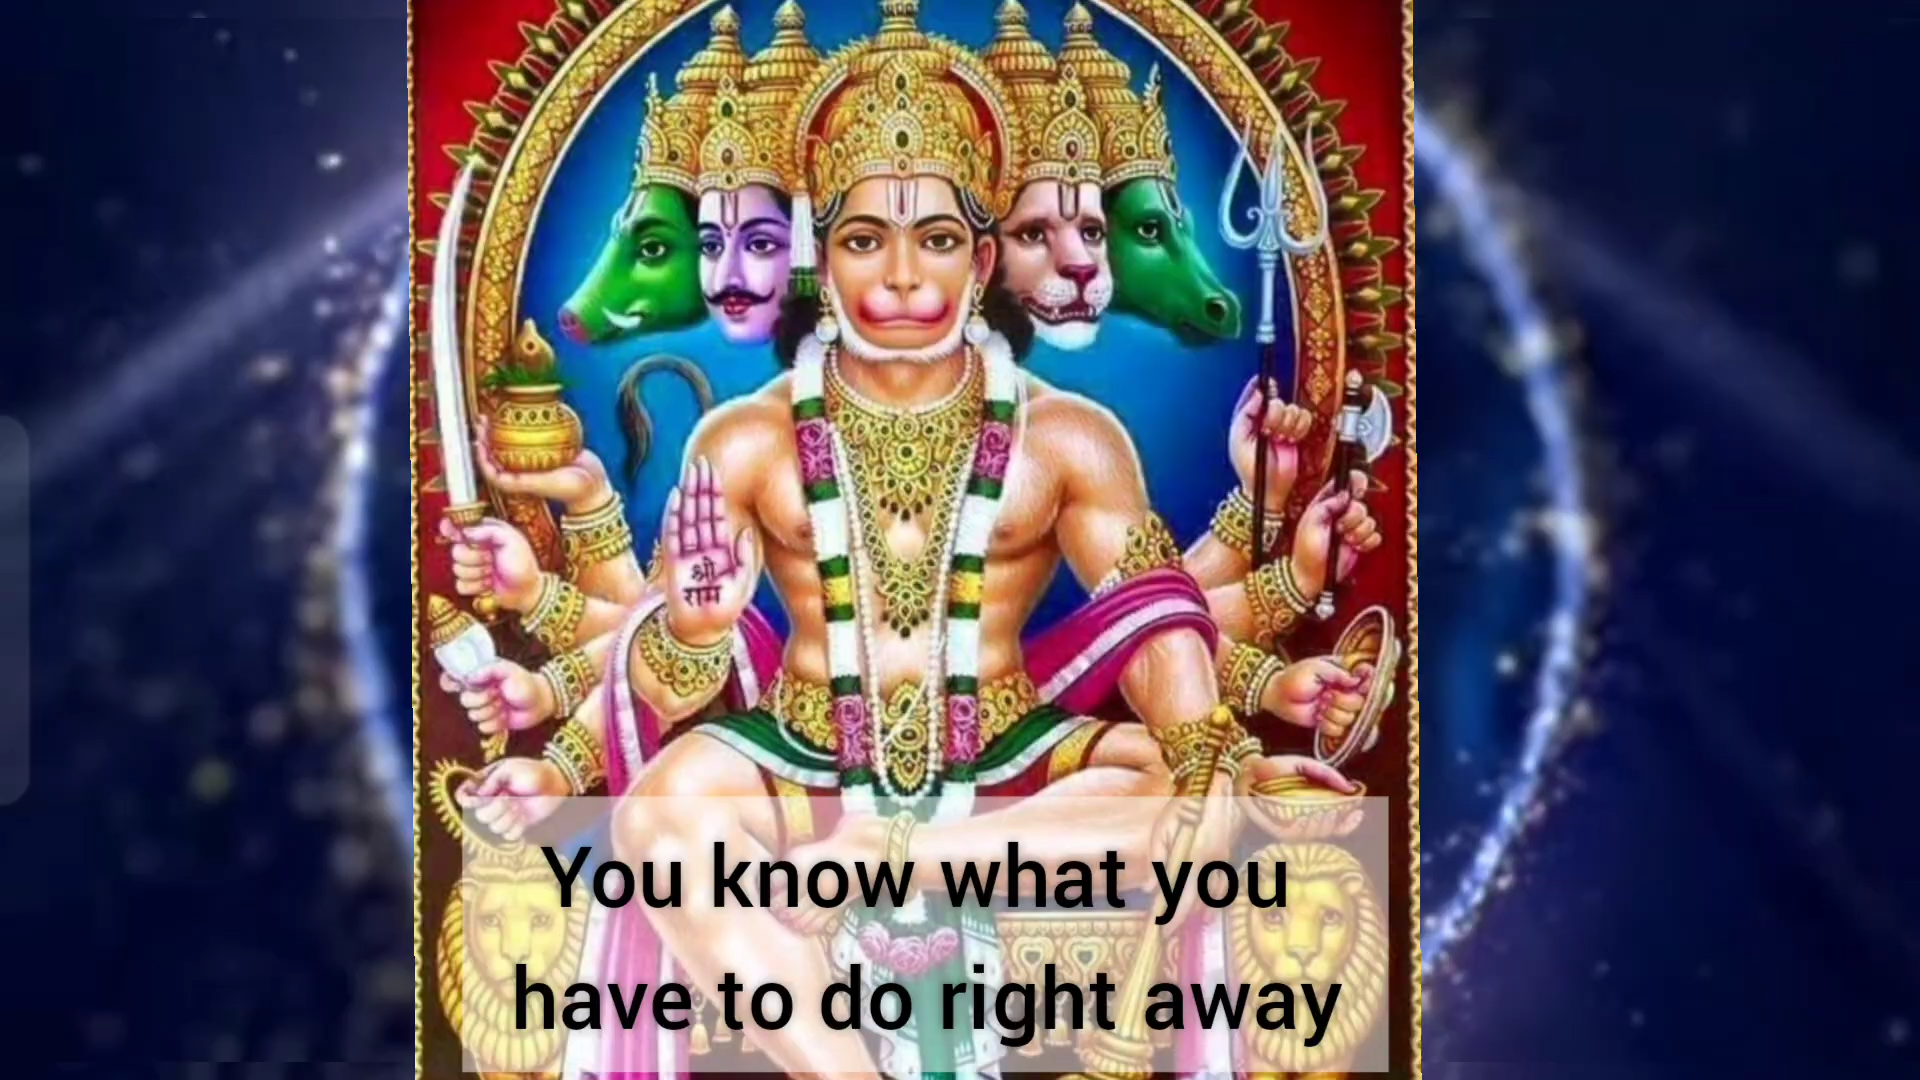 श्री
राम
You know what you
have to do right away